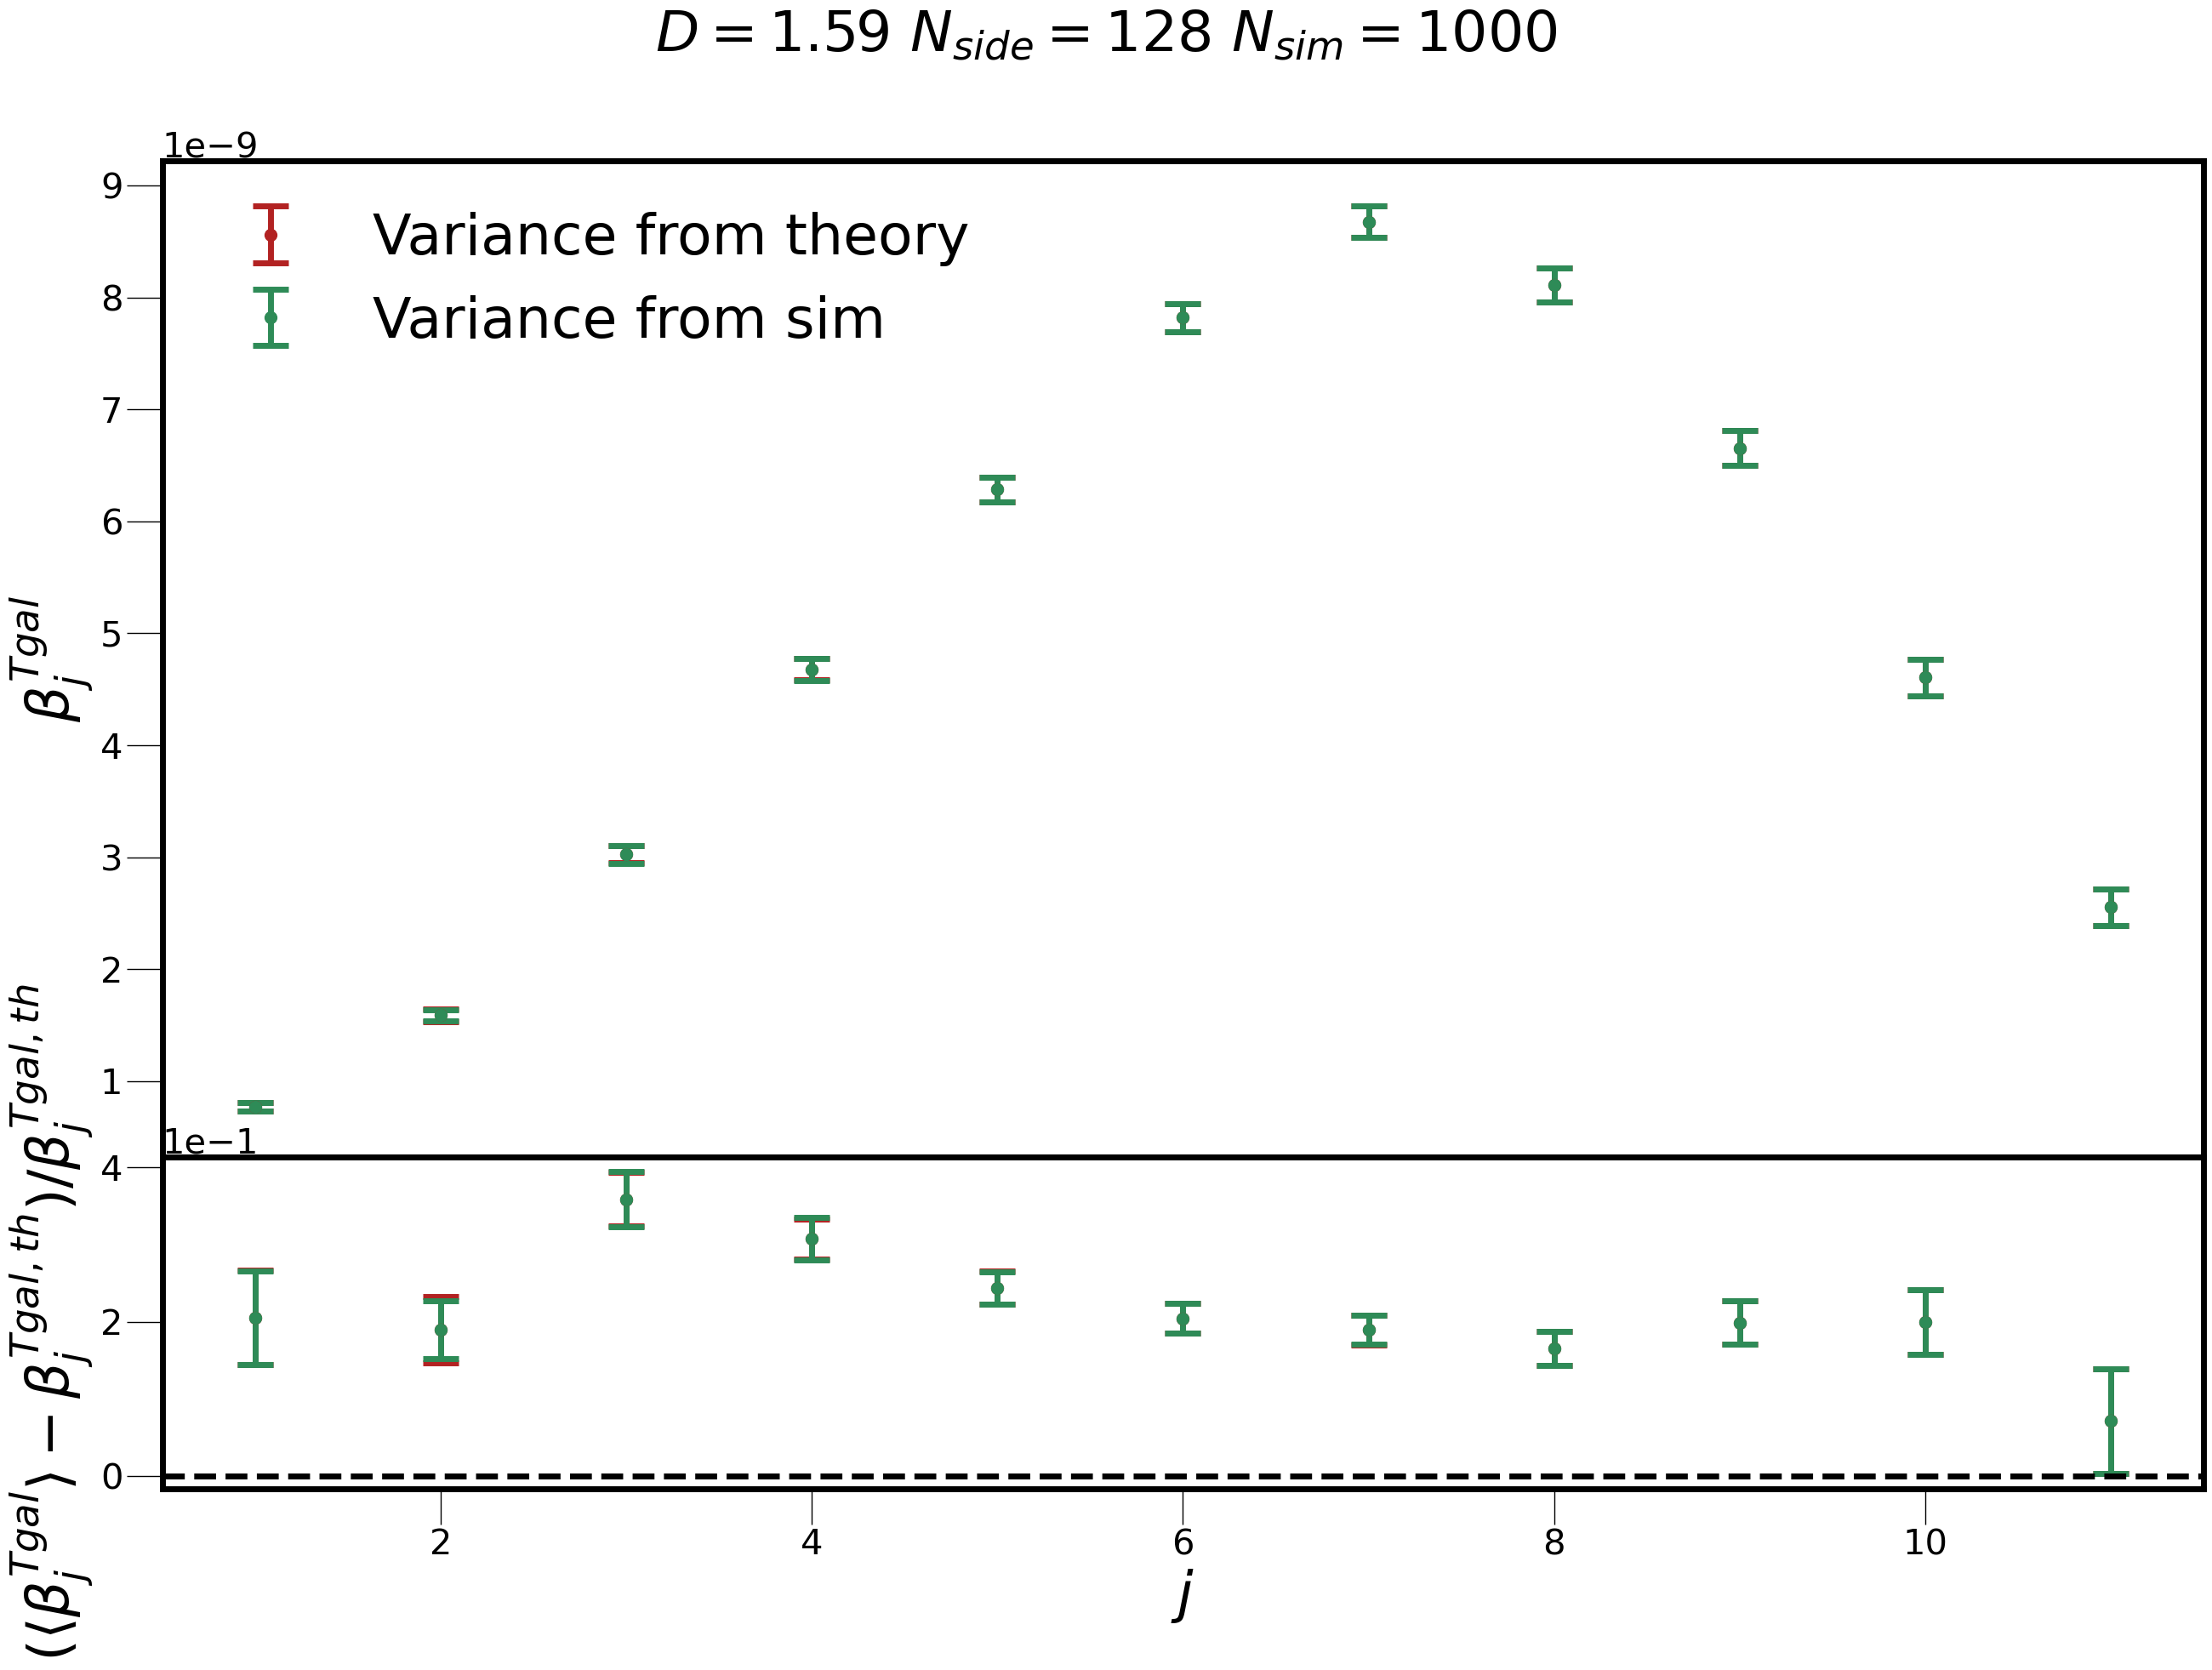 D = 1.59 N_side = 128 N_sim = 1000
1e−9
9
8
7
6
5
4
3
2
1
Variance from theory
Variance from sim
β_j^Tgal
1e−1
4
2
0
(⟨β_j^Tgal⟩ − β_j^Tgal, th)/β_j^Tgal, th
2 4 6 8 10
j